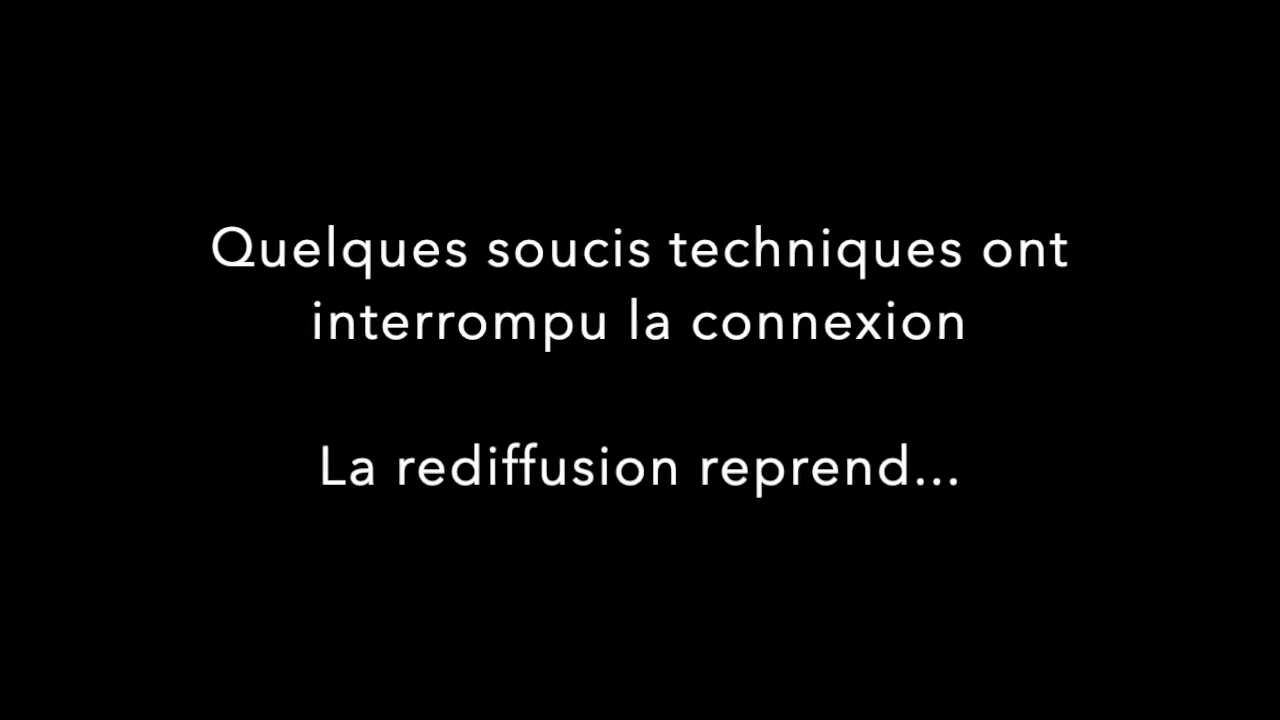 Quelques soucis techniques ont
interrompu la connexion
La rediffusion reprend...